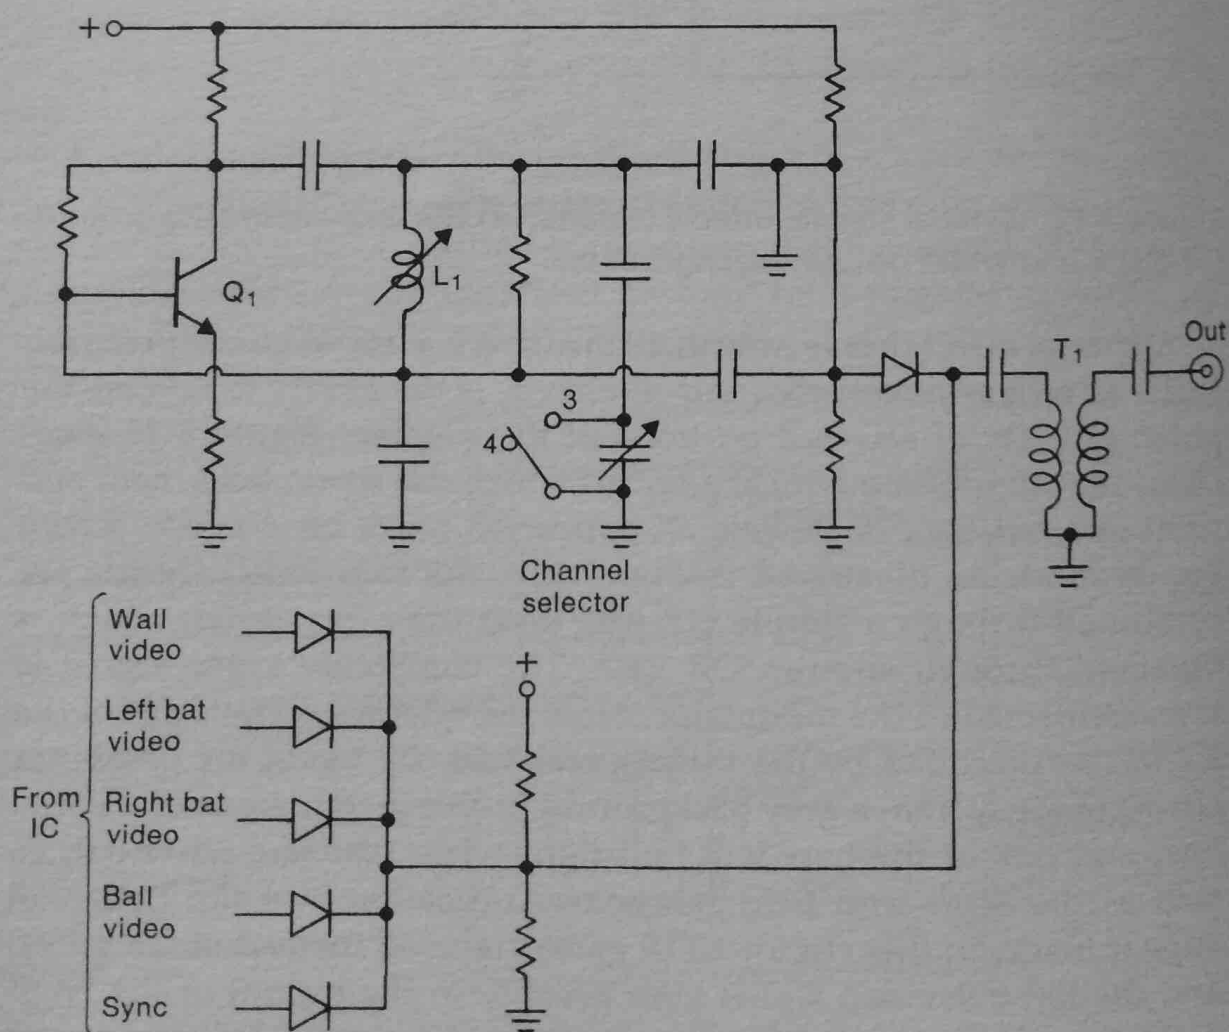 +
Q1
L1
T1
Out
3
4
Channel
selector
Wall
video
Left bat
video
+
From
IC
Right bat
video
Ball
video
Sync